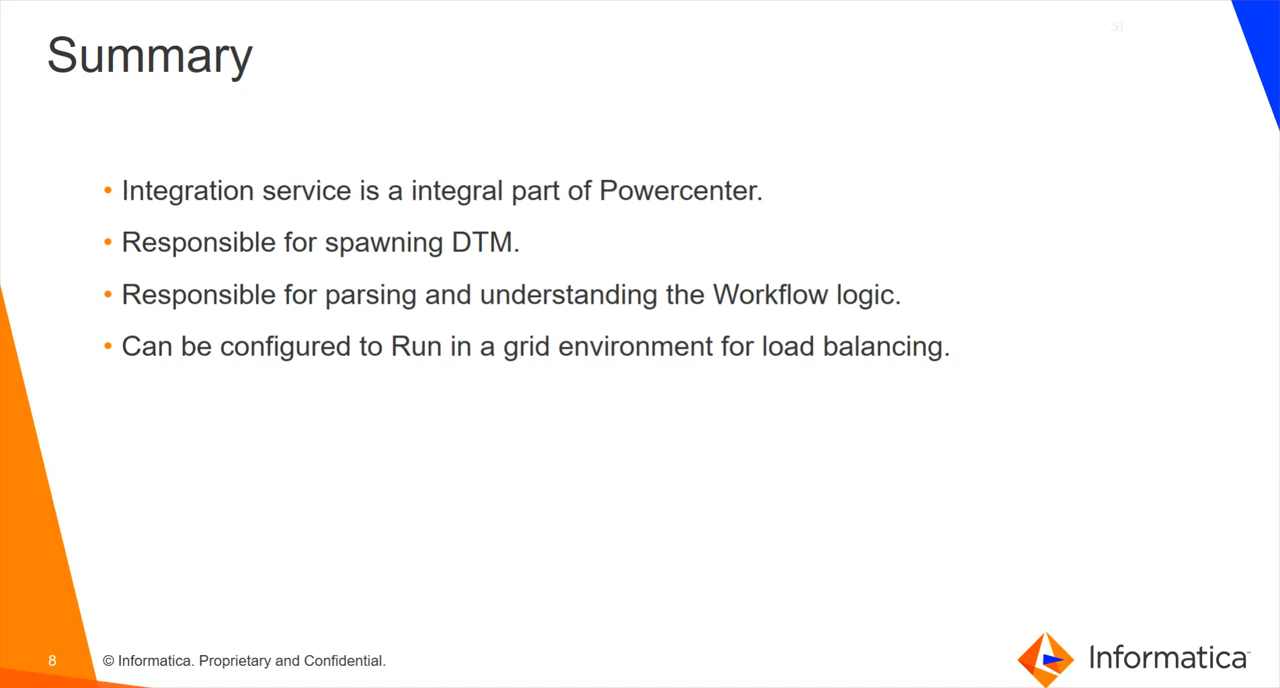 Summary
• Integration service is a integral part of Powercenter.
• Responsible for spawning DTM.
• Responsible for parsing and understanding the Workflow logic.
• Can be configured to Run in a grid environment for load balancing.
8
© Informatica. Proprietary and Confidential.
Informatica™